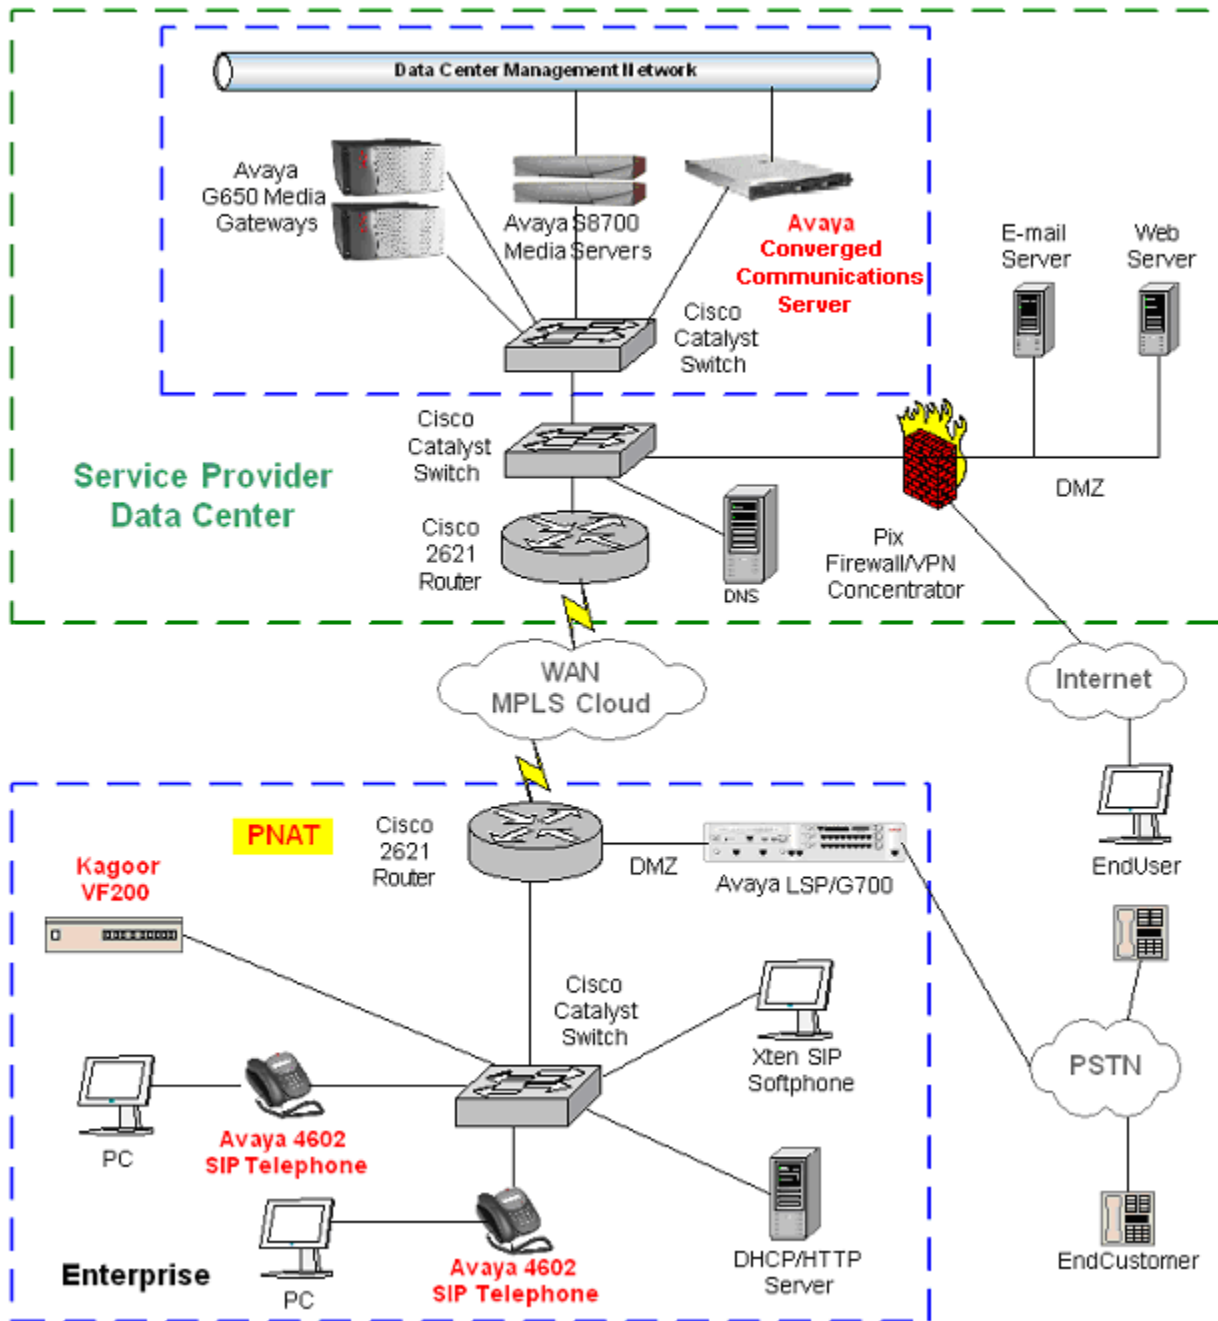 Data Center Management Network
Avaya
G650 Media
Gateways
Avaya S8700
Media Servers
Avaya
Converged
Communications
Server
E-mail
Server
Web
Server
Cisco
Catalyst
Switch
Cisco
Catalyst
Switch
Service Provider
Data Center
DMZ
Cisco
2621
Router
DNS
Pix
Firewall/VPN
Concentrator
WAN
MPLS Cloud
Internet
PNAT
Cisco
2621
Router
DMZ
Avaya LSP/G700
EndUser
Kagoor
VF200
Cisco
Catalyst
Switch
Xten SIP
Softphone
PSTN
PC
Avaya 4602
SIP Telephone
Enterprise
PC
Avaya 4602
SIP Telephone
DHCP/HTTP
Server
EndCustomer